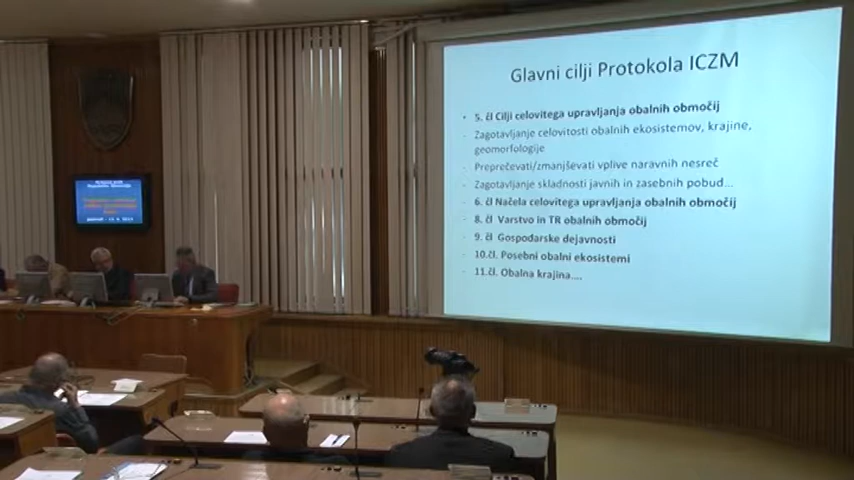 Glavni cilji Protokola ICZM
• 5. čl Cilji celovitega upravljanja obalnih območij
- Zagotavljanje celovitosti obalnih ekosistemov, krajine,
geomorfologije
- Preprečevati/zmanjševati vplive naravnih nesreč
- Zagotavljanje skladnosti javnih in zasebnih pobud...
- 6. čl Načela celovitega upravljanja obalnih območij
- 8. čl Varstvo in TR obalnih območij
- 9. čl Gospodarske dejavnosti
- 10.čl. Posebni obalni ekosistemi
- 11.čl. Obalna krajina....